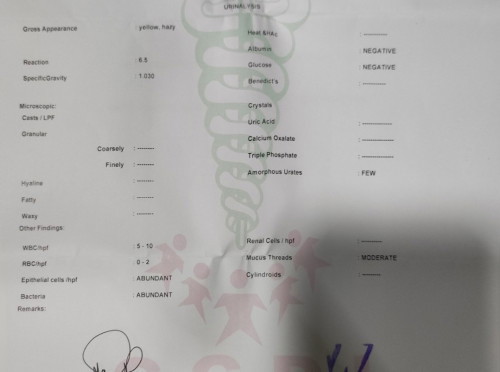 URINALYSIS
Gross Appearance : yellow, hazy
Heat &
Albumin : NEGATIVE
Reaction 6.5
Glucose : NEGATIVE
SpecificGravity : 1.030
Benedict's : ----------
Microscopic:
Crystals
Casts / LPF
Uric Acid : -------------
Granular
Calcium Oxalate : --------------
Coarsely : --------
Triple Phosphate : --------------
Finely : --------
Amorphous Urates : FEW
Hyaline : --------
Fatty : --------
Waxy : --------
Other Findings:
Renal Cells / hpf : --------
WBC/hpf : 5 - 10
Mucus Threads : MODERATE
RBC/hpf : 0 - 2
Cylindroids : --------
Epithelial cells /hpf : ABUNDANT
Bacteria : ABUNDANT
Remarks: